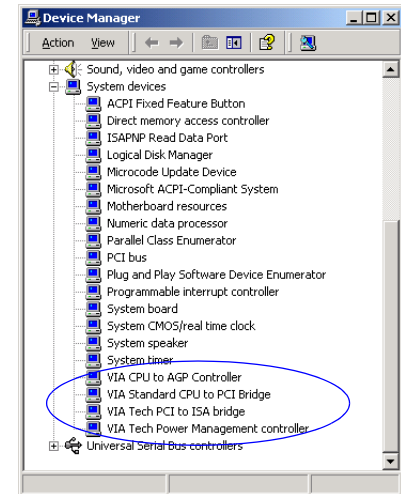 Device Manager
Action View
Sound, video and game controllers
System devices
ACPI Fixed Feature Button
Direct memory access controller
ISAPNP Read Data Port
Logical Disk Manager
Microcode Update Device
Microsoft ACPI-Compliant System
Motherboard resources
Numeric data processor
Parallel Class Enumerator
PCI bus
Plug and Play Software Device Enumerator
Programmable interrupt controller
System board
System CMOS/real time clock
System speaker
System timer
VIA CPU to AGP Controller
VIA Standard CPU to PCI Bridge
VIA Tech PCI to ISA bridge
VIA Tech Power Management controller
Universal Serial Bus controllers